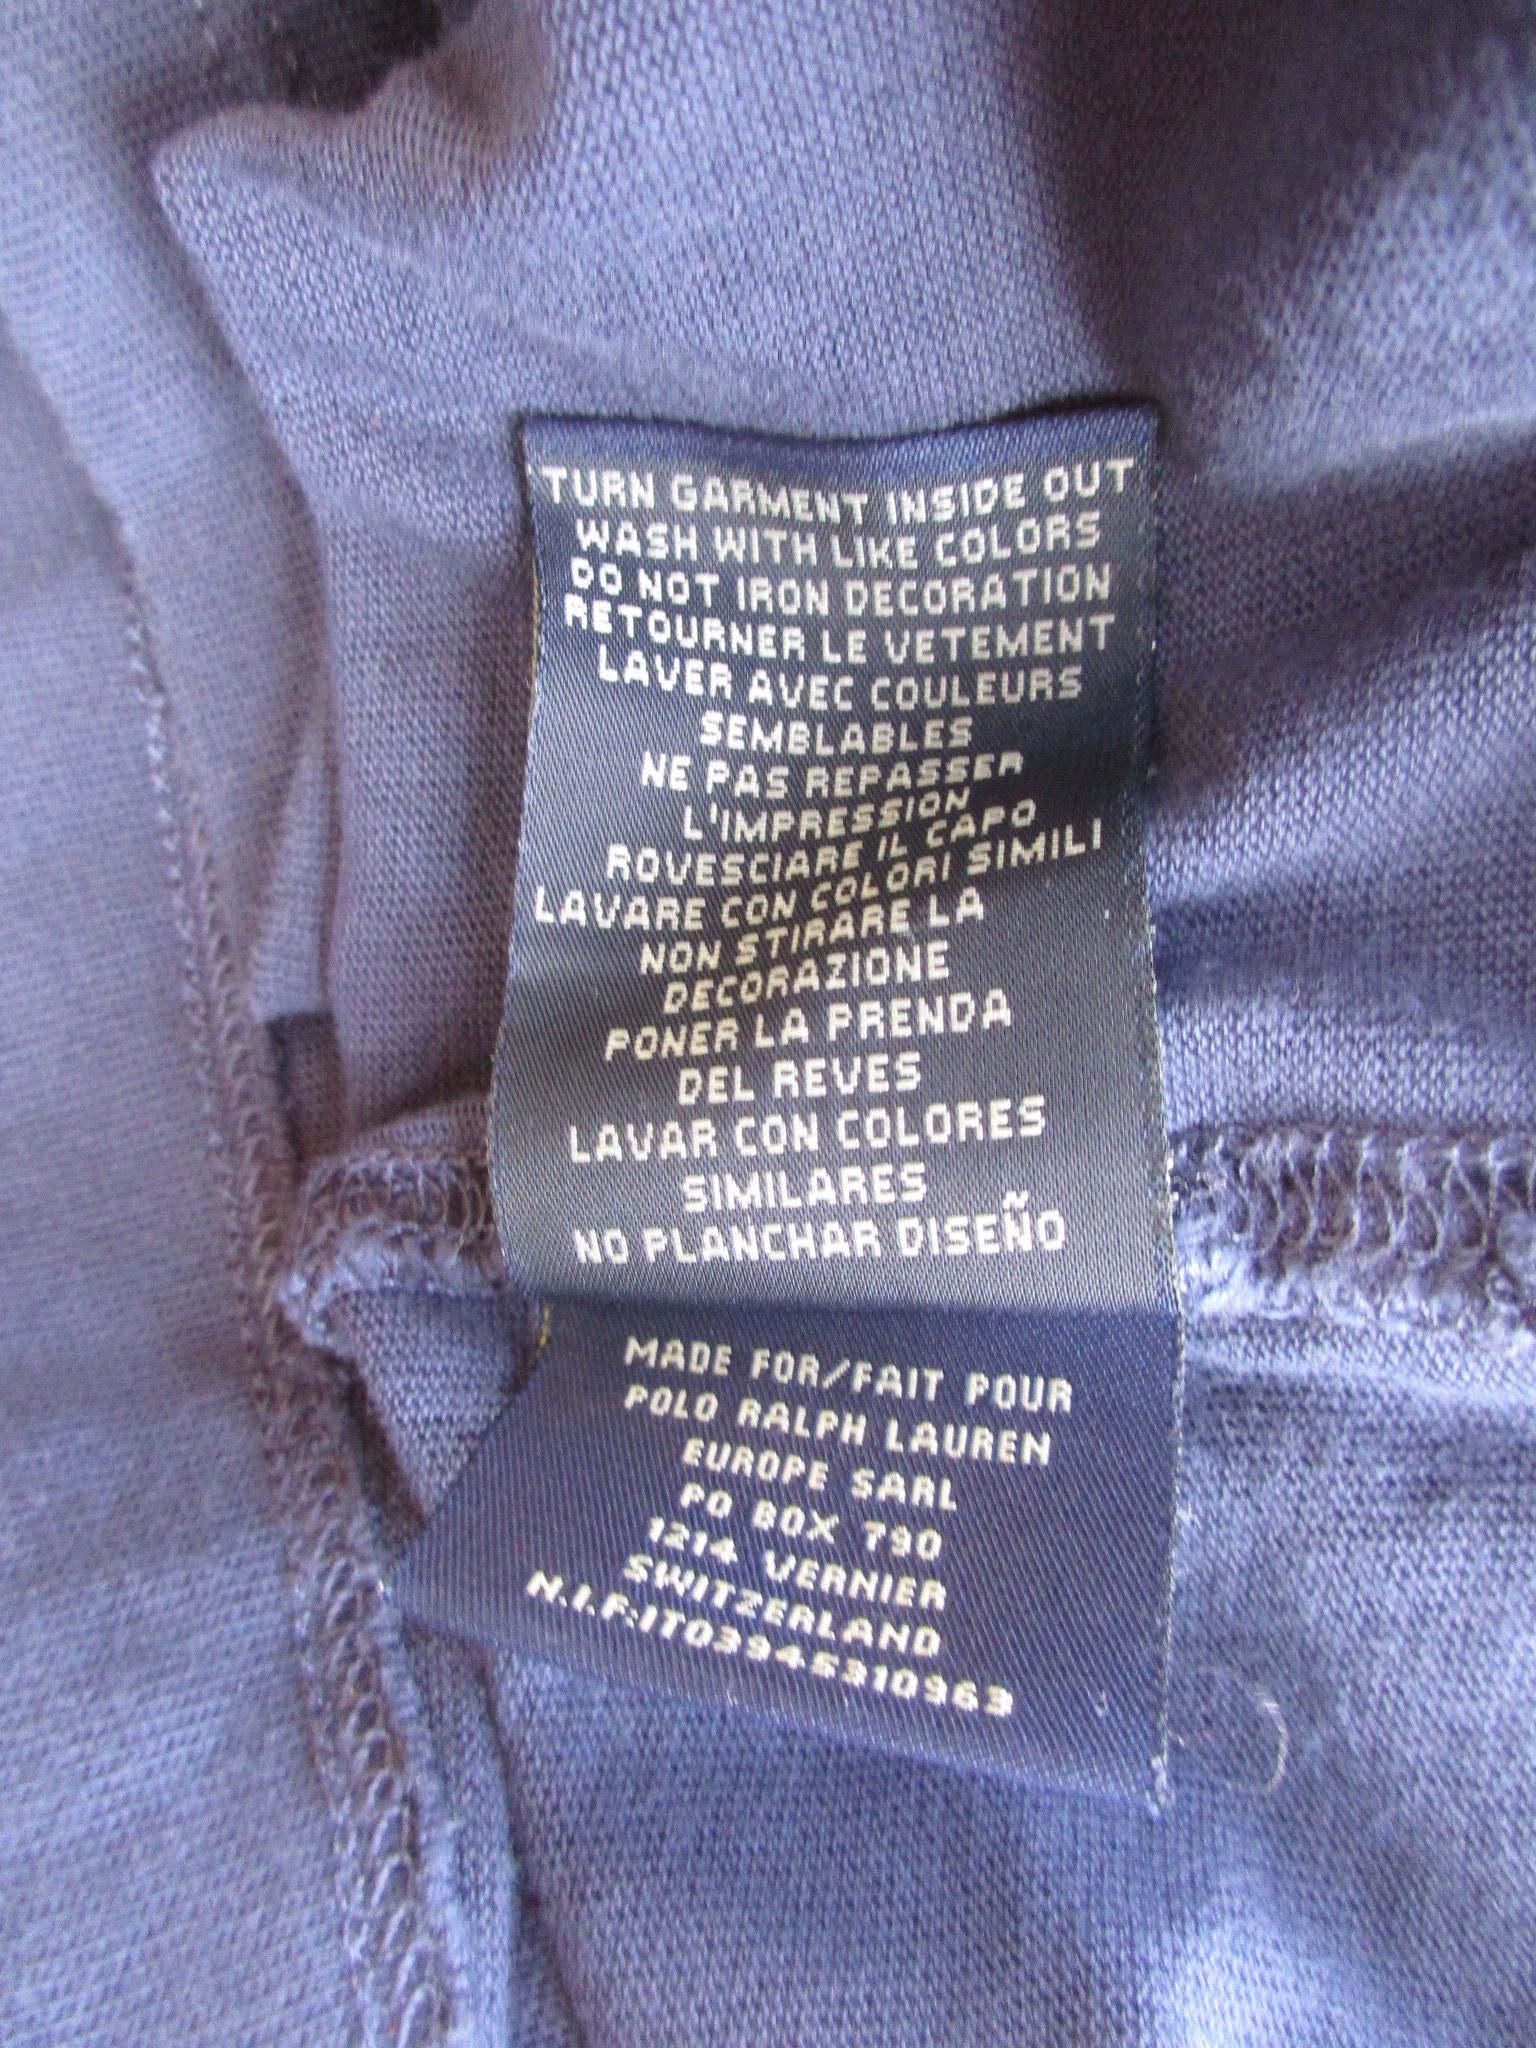 TURN GARMENT INSIDE OUT
WASH WITH LIKE COLORS
DO NOT IRON DECORATION
RETOURNER LE VETEMENT
LAVER AVEC COULEURS
SEMBLABLES
NE PAS REPASSER
L'IMPRESSION
ROVESCIARE IL CAPO
LAVARE CON COLORI SIMILI
NON STIRARE LA
DECORAZIONE
PONER LA PRENDA
DEL REVES
LAVAR CON COLORES
SIMILARES
NO PLANCHAR DISEÑO
MADE FOR/FAIT POUR
POLO RALPH LAUREN
EUROPE SARL
PO BOX 790
1214 VERNIER
SWITZERLAND
N.I.F:IT03945310963